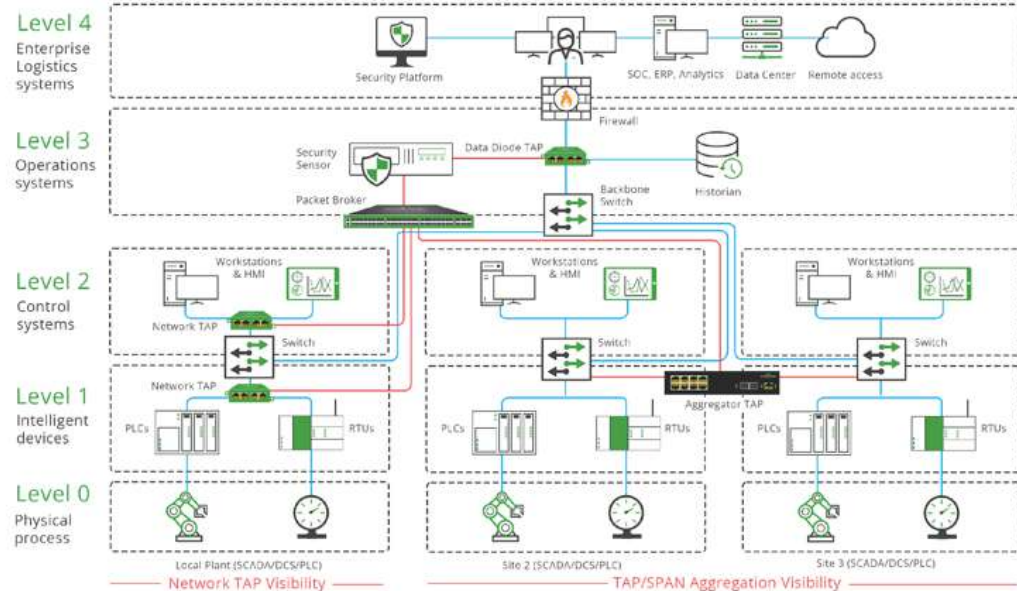 Level 4
Enterprise
Logistics
systems
Security Platform
SOC, ERP, Analytics
Data Center
Remote access
Firewall
Level 3
Operations
systems
Security
Sensor
Data Diode TAP
Historian
Packet Broker
Backbone
Switch
Level 2
Control
systems
Workstations
& HMI
Network TAP
Switch
Workstations
& HMI
Switch
Workstations
& HMI
Switch
Level 1
Intelligent
devices
Network TAP
PLCs
RTUs
PLCs
RTUs
Aggregator TAP
PLCs
RTUs
Level 0
Physical
process
Local Plant (SCADA/DCS/PLC)
Site 2 (SCADA/DCS/PLC)
Site 3 (SCADA/DCS/PLC)
Network TAP Visibility
TAP/SPAN Aggregation Visibility